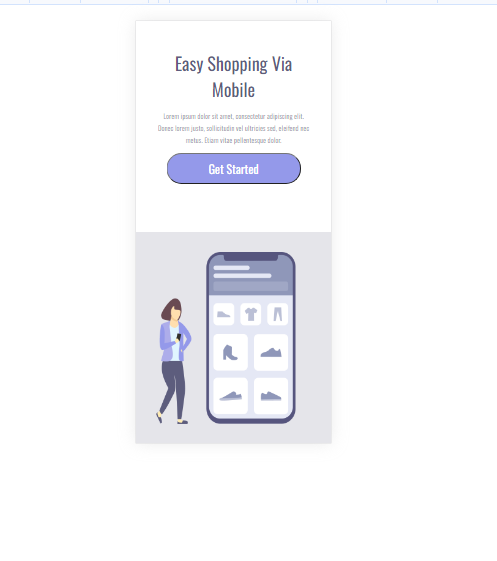 Easy Shopping Via
Mobile
Lorem ipsum dolor sit amet, consectetur adipiscing elit.
Donec lorem justo, sollicitudin vel ultricies sed, eleifend nec
metus. Etiam vitae pellentesque dolor.
Get Started